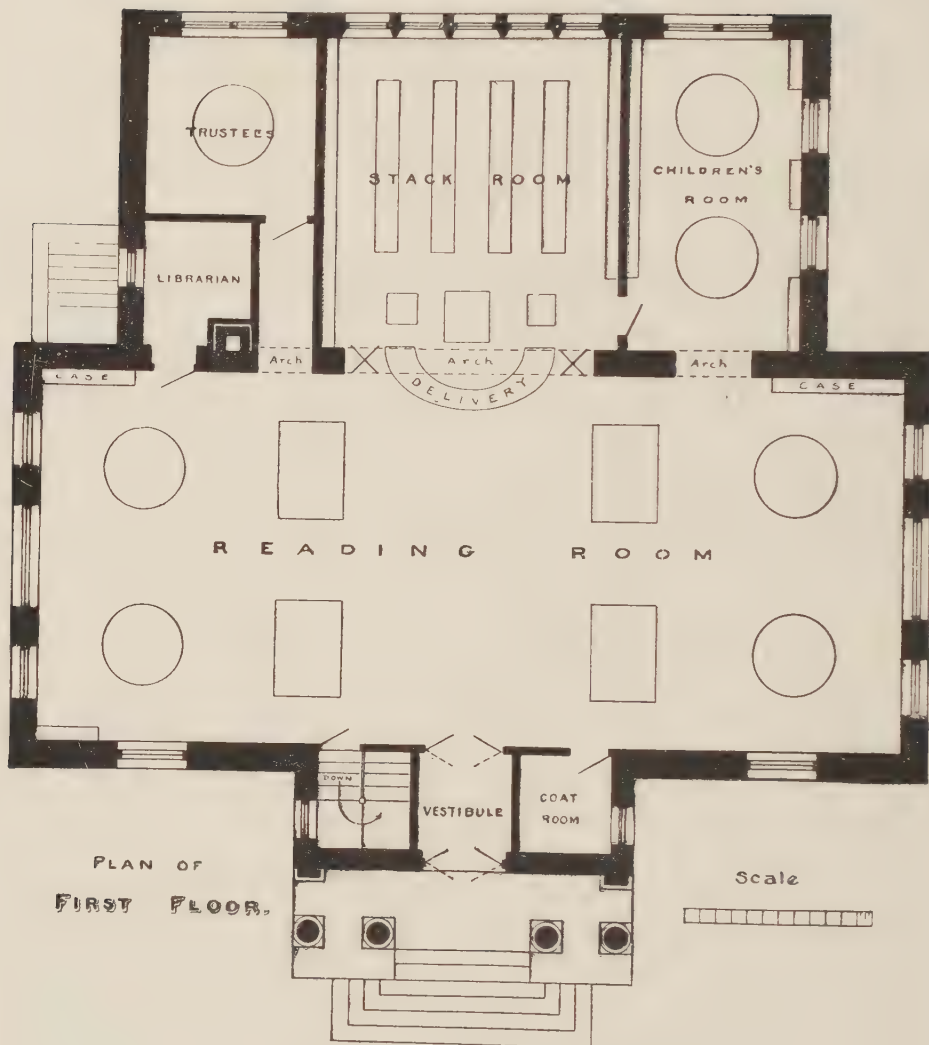 TRUSTEES
STACK ROOM
CHILDREN'S
ROOM
LIBRARIAN
Arch
Arch
Arch
DELIVERY
CASE
CASE
READING ROOM
DOWN
VESTIBULE
COAT
ROOM
PLAN OF
FIRST FLOOR.
Scale